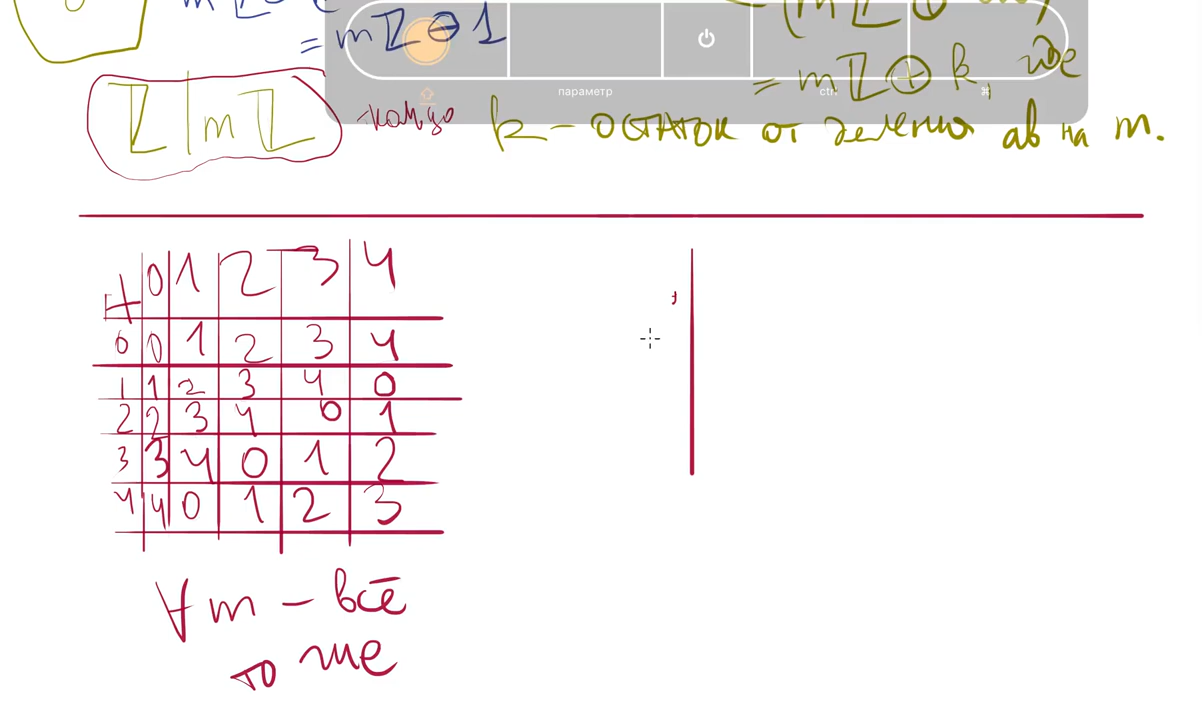 = mℤ ⊕ 1
параметр
ctrl
⌘
= mℤ ⊕ k, где
ℤ|mℤ
k – остаток от деления ab на m.
+ 0 1 2 3 4
0 0 1 2 3 4
1 1 2 3 4 0
2 2 3 4 0 1
3 3 4 0 1 2
4 4 0 1 2 3
∀ m – всё
то же